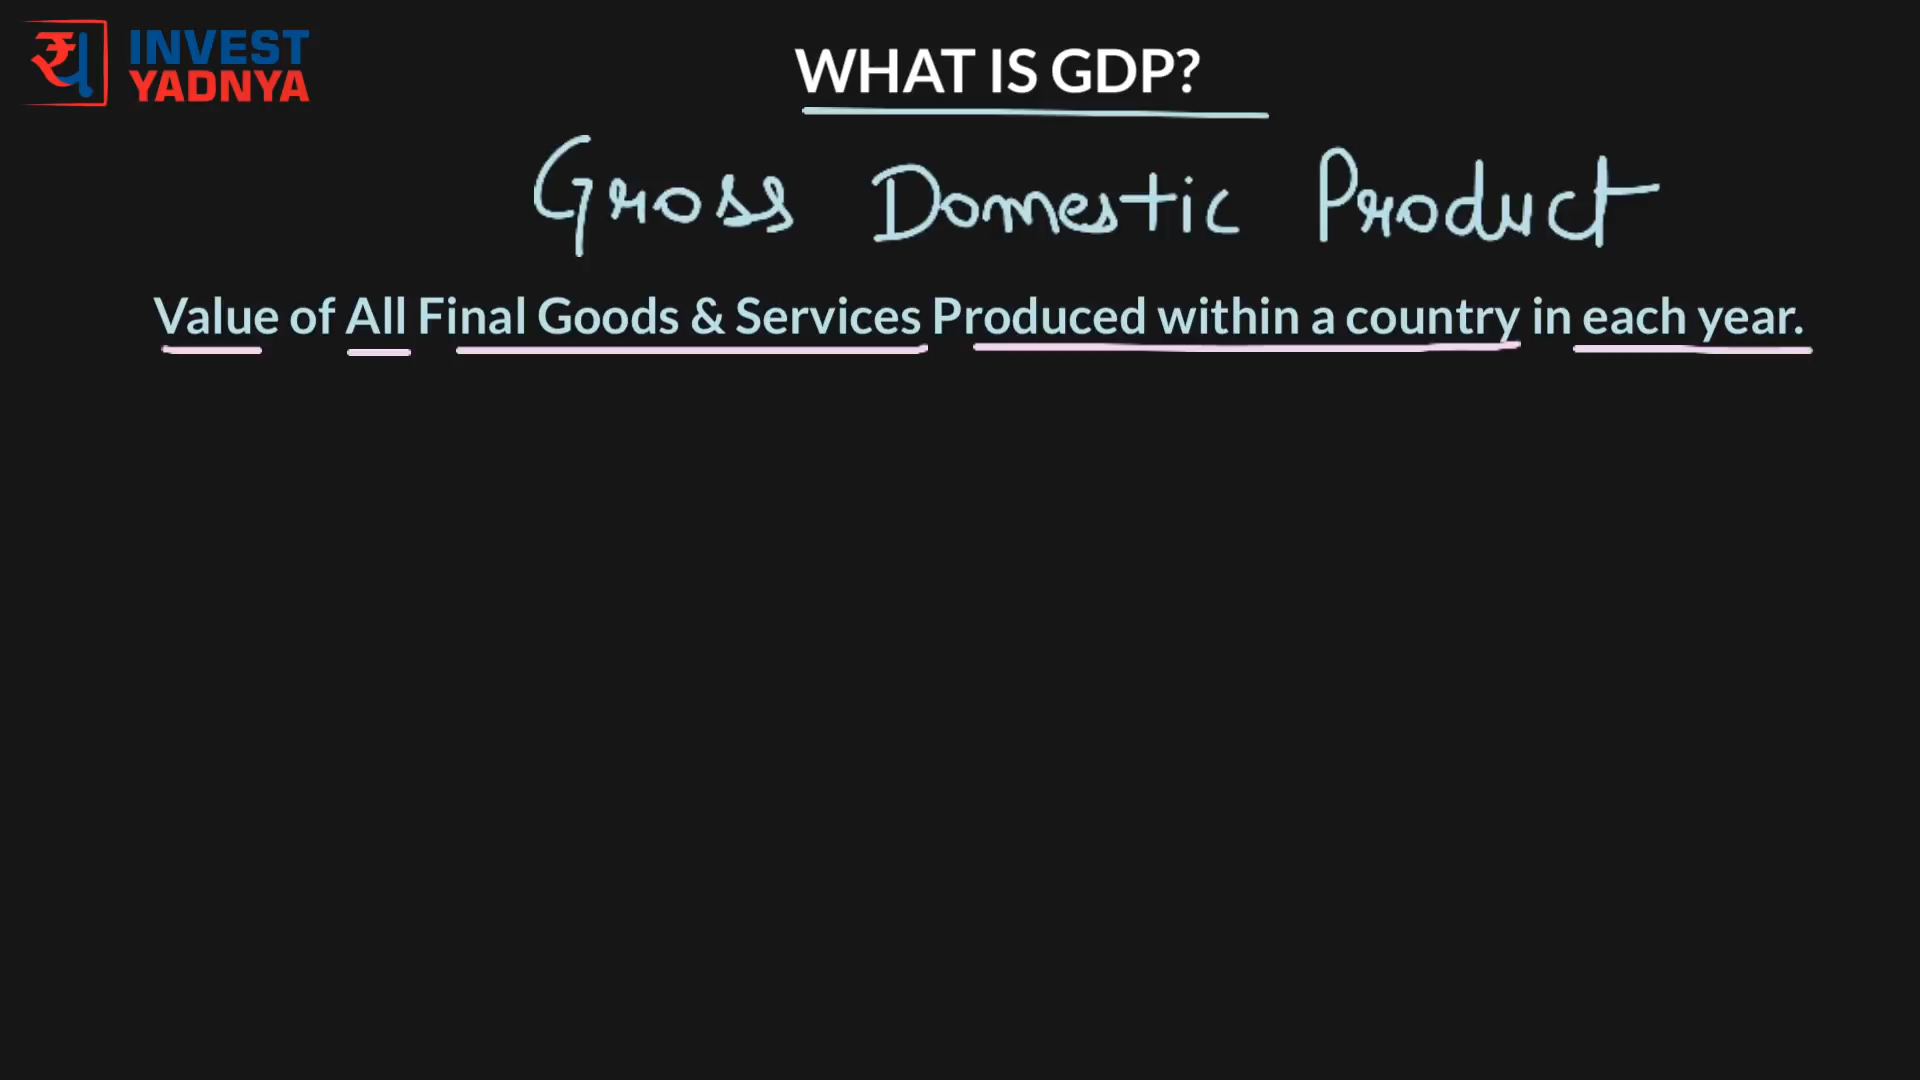 INVEST
YADNYA
WHAT IS GDP?
Gross Domestic Product
Value of All Final Goods & Services Produced within a country in each year.